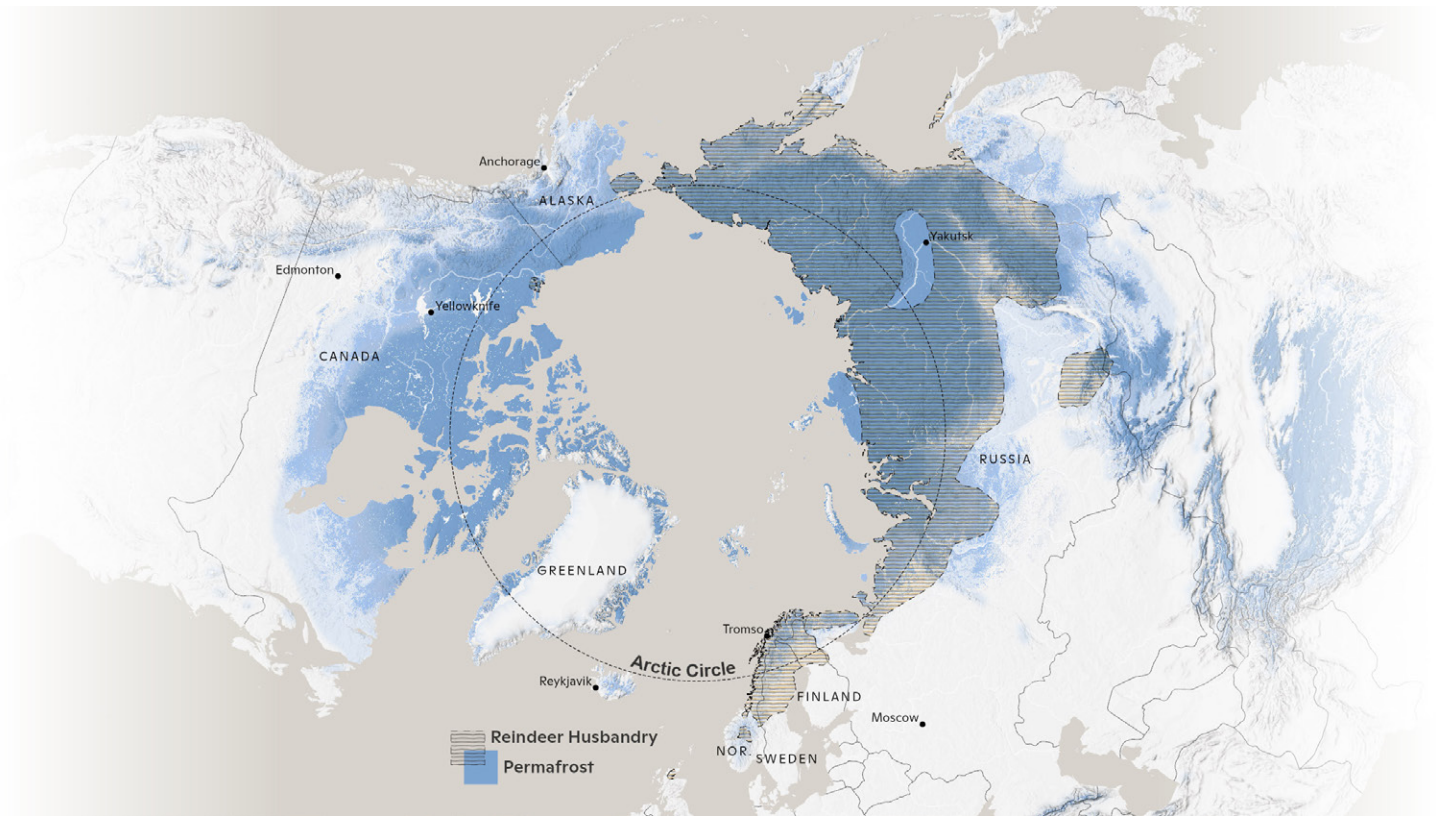 Anchorage
ALASKA
Yakutsk
Edmonton
Yellowknife
CANADA
RUSSIA
GREENLAND
Tromso
Arctic Circle
Reykjavik
FINLAND
Moscow
NOR.
SWEDEN
Reindeer Husbandry
Permafrost